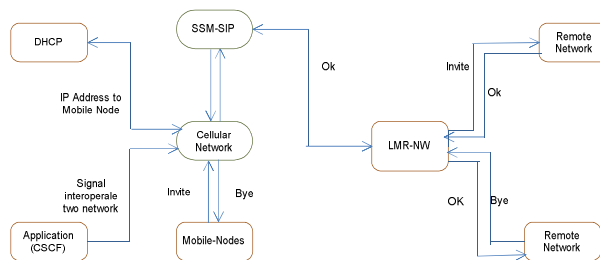 DHCP
SSM-SIP
Remote
Network
Ok
Invite
Ok
IP Address to
Mobile Node
Cellular
Network
LMR-NW
Signal
interoperale
two network
Invite
Bye
OK
Bye
Application
(CSCF)
Mobile-Nodes
Remote
Network